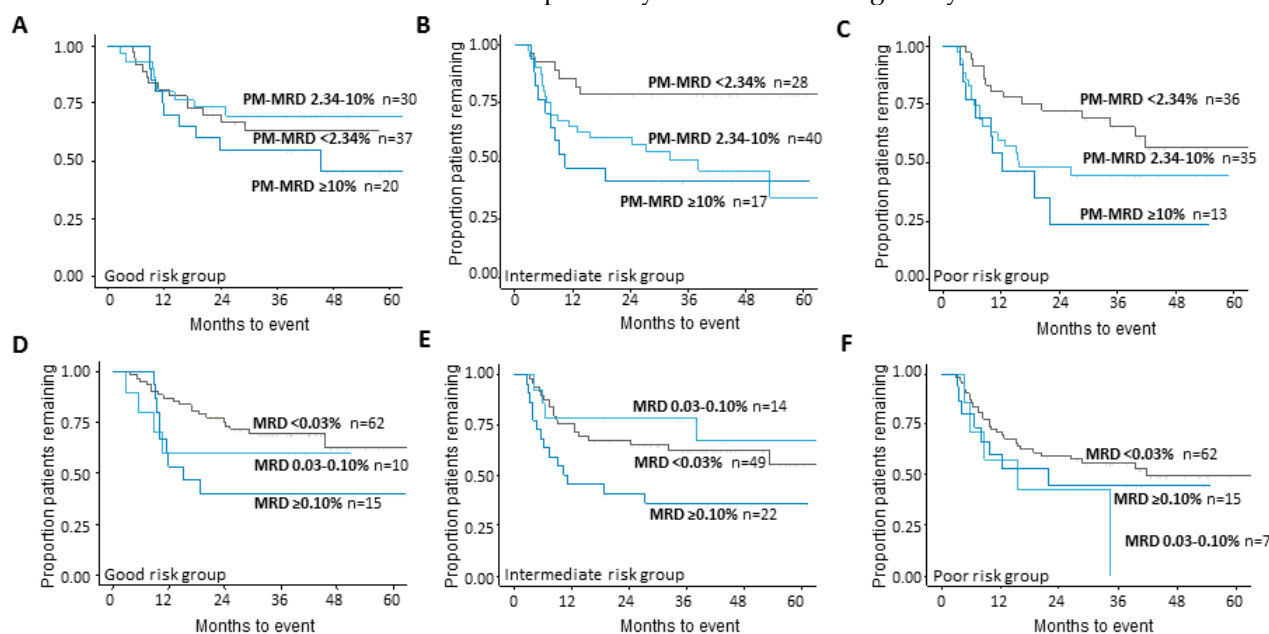 A
Proportion patients remaining
1.00
0.75
0.50
0.25
0.00
PM-MRD 2.34-10% n=30
PM-MRD <2.34% n=37
PM-MRD ≥10% n=20
Good risk group
0 12 24 36 48 60
Months to event
B
Proportion patients remaining
1.00
0.75
0.50
0.25
0.00
PM-MRD <2.34% n=28
PM-MRD 2.34-10% n=40
PM-MRD ≥10% n=17
Intermediate risk group
0 12 24 36 48 60
Months to event
C
Proportion patients remaining
1.00
0.75
0.50
0.25
0.00
PM-MRD <2.34% n=36
PM-MRD 2.34-10% n=35
PM-MRD ≥10% n=13
Poor risk group
0 12 24 36 48 60
Months to event
D
Proportion patients remaining
1.00
0.75
0.50
0.25
0.00
MRD <0.03% n=62
MRD 0.03-0.10% n=10
MRD ≥0.10% n=15
Good risk group
0 12 24 36 48 60
Months to event
E
Proportion patients remaining
1.00
0.75
0.50
0.25
0.00
MRD 0.03-0.10% n=14
MRD <0.03% n=49
MRD ≥0.10% n=22
Intermediate risk group
0 12 24 36 48 60
Months to event
F
Proportion patients remaining
1.00
0.75
0.50
0.25
0.00
MRD <0.03% n=62
MRD ≥0.10% n=15
MRD 0.03-0.10% n=7
Poor risk group
0 12 24 36 48 60
Months to event